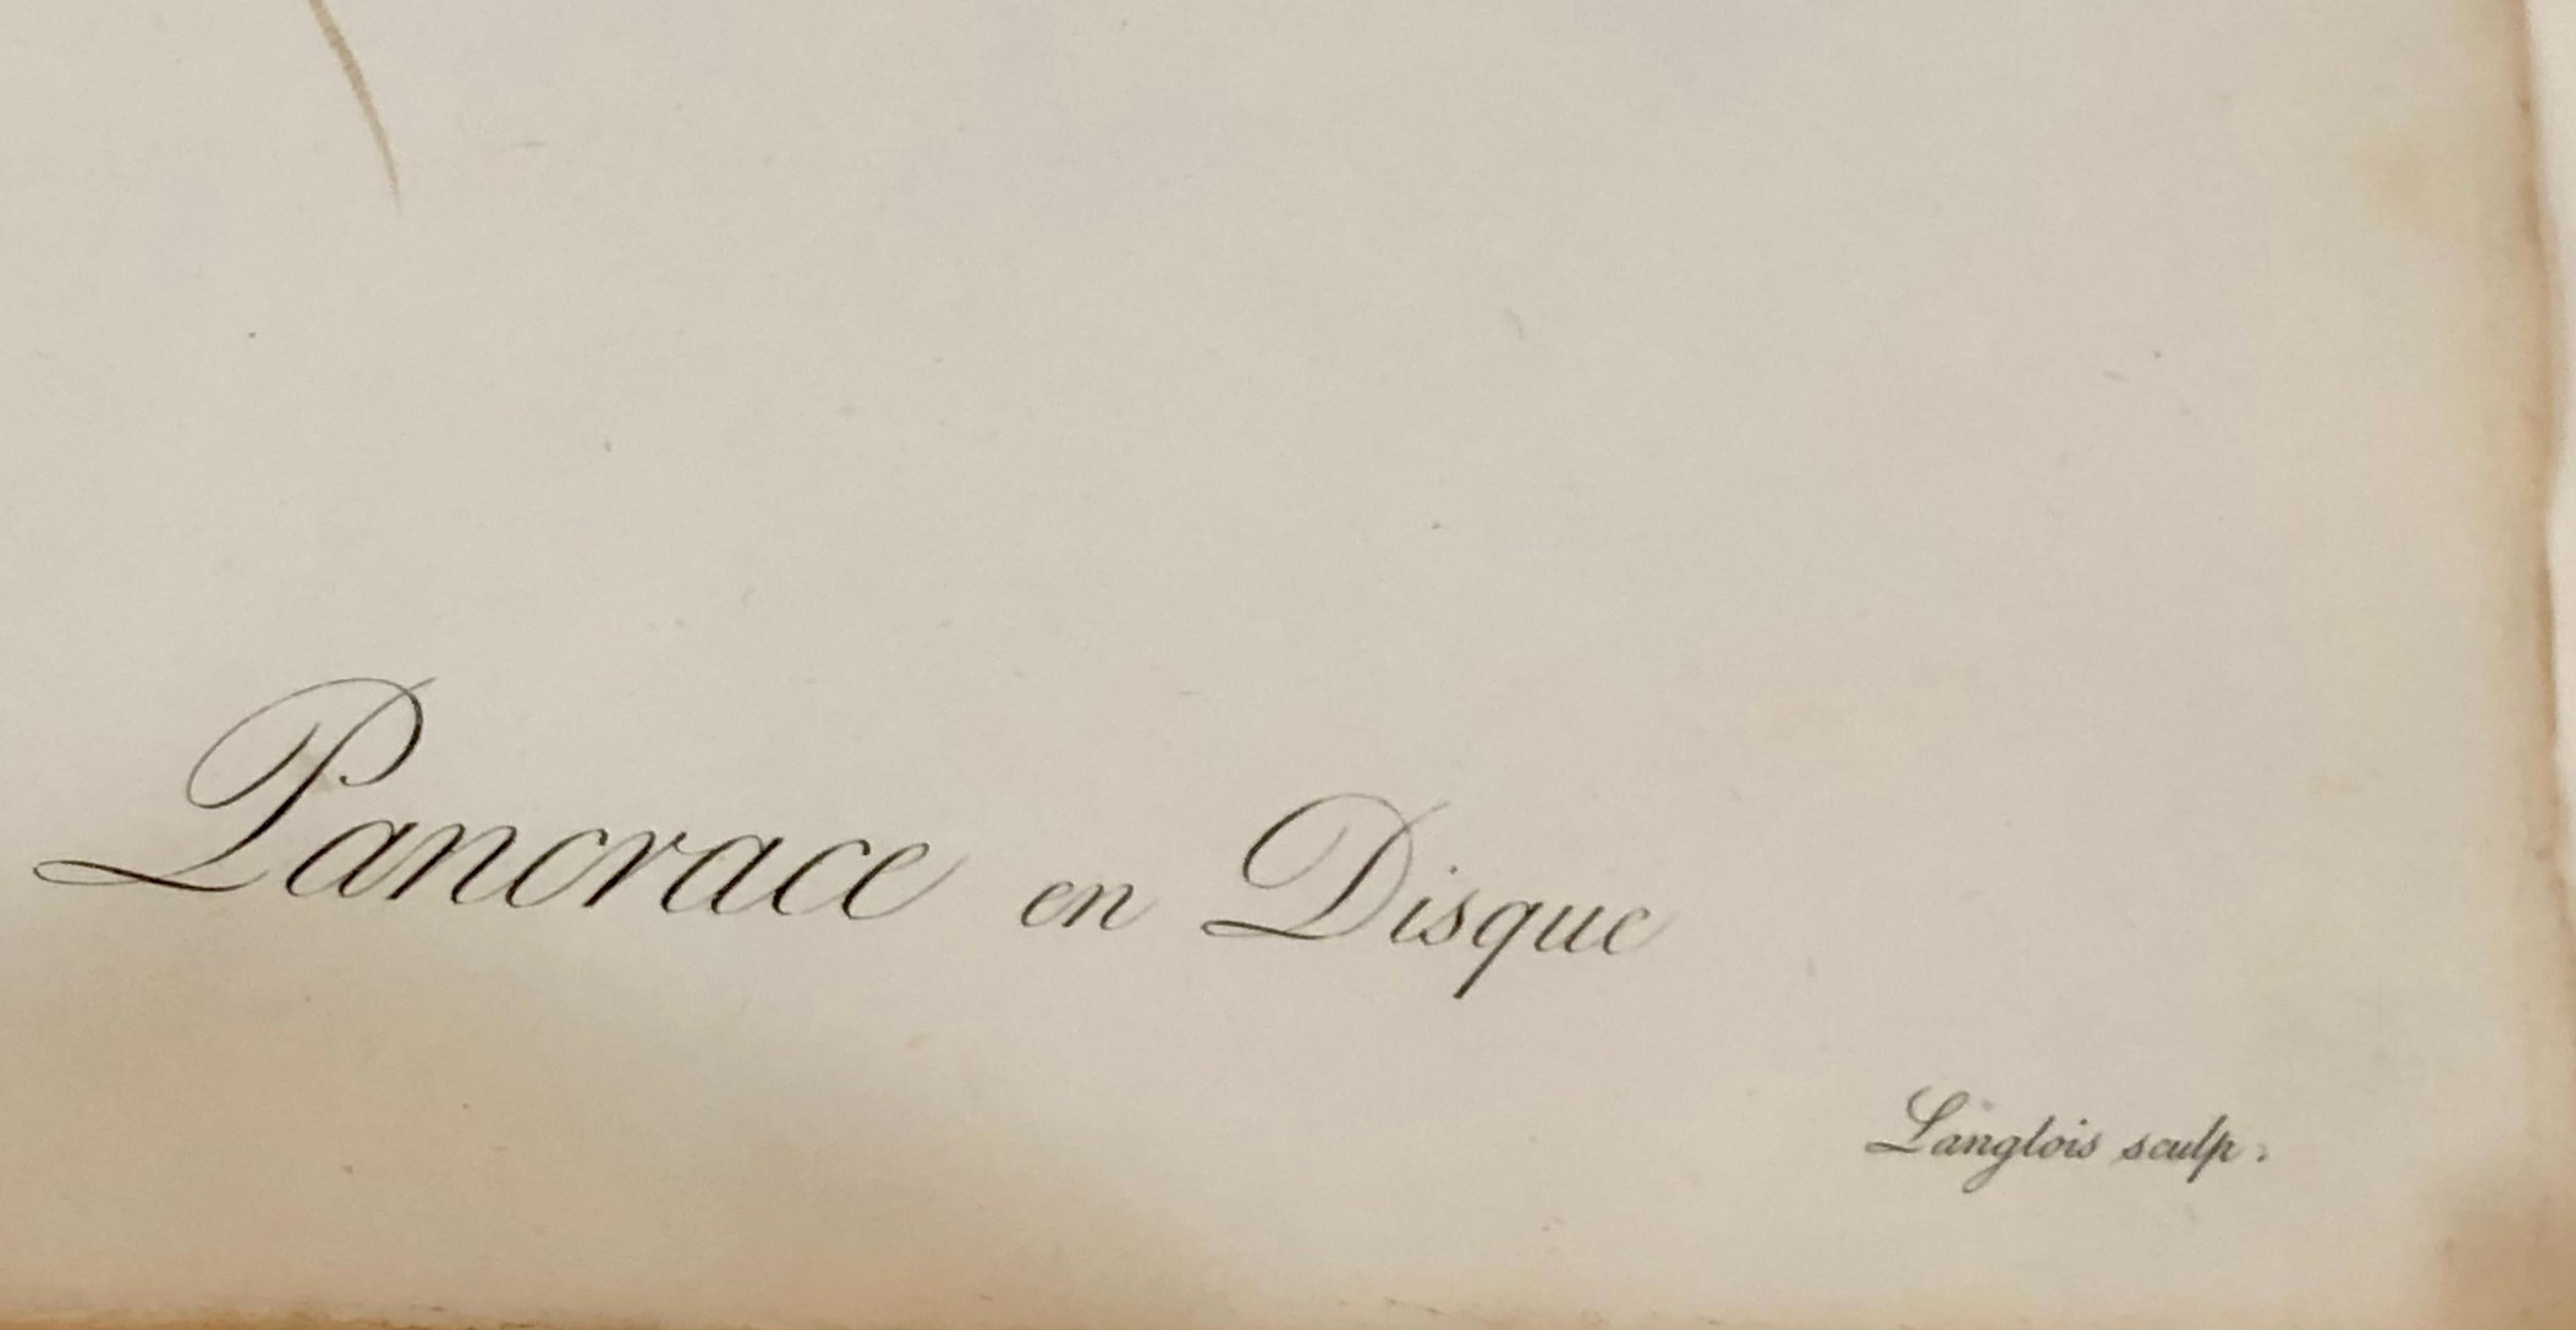 Pancrace en Disque
Langlois sculp.